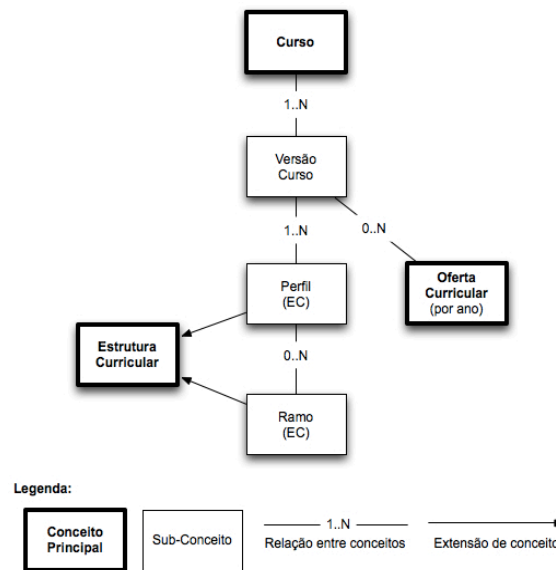 Curso
1..N
Versão
Curso
0..N
1..N
Perfil
(EC)
Oferta
Curricular
(por ano)
Estrutura
Curricular
0..N
Ramo
(EC)
Legenda:
Conceito
Principal
Sub-Conceito
1..N
Relação entre conceitos
Extensão de conceito